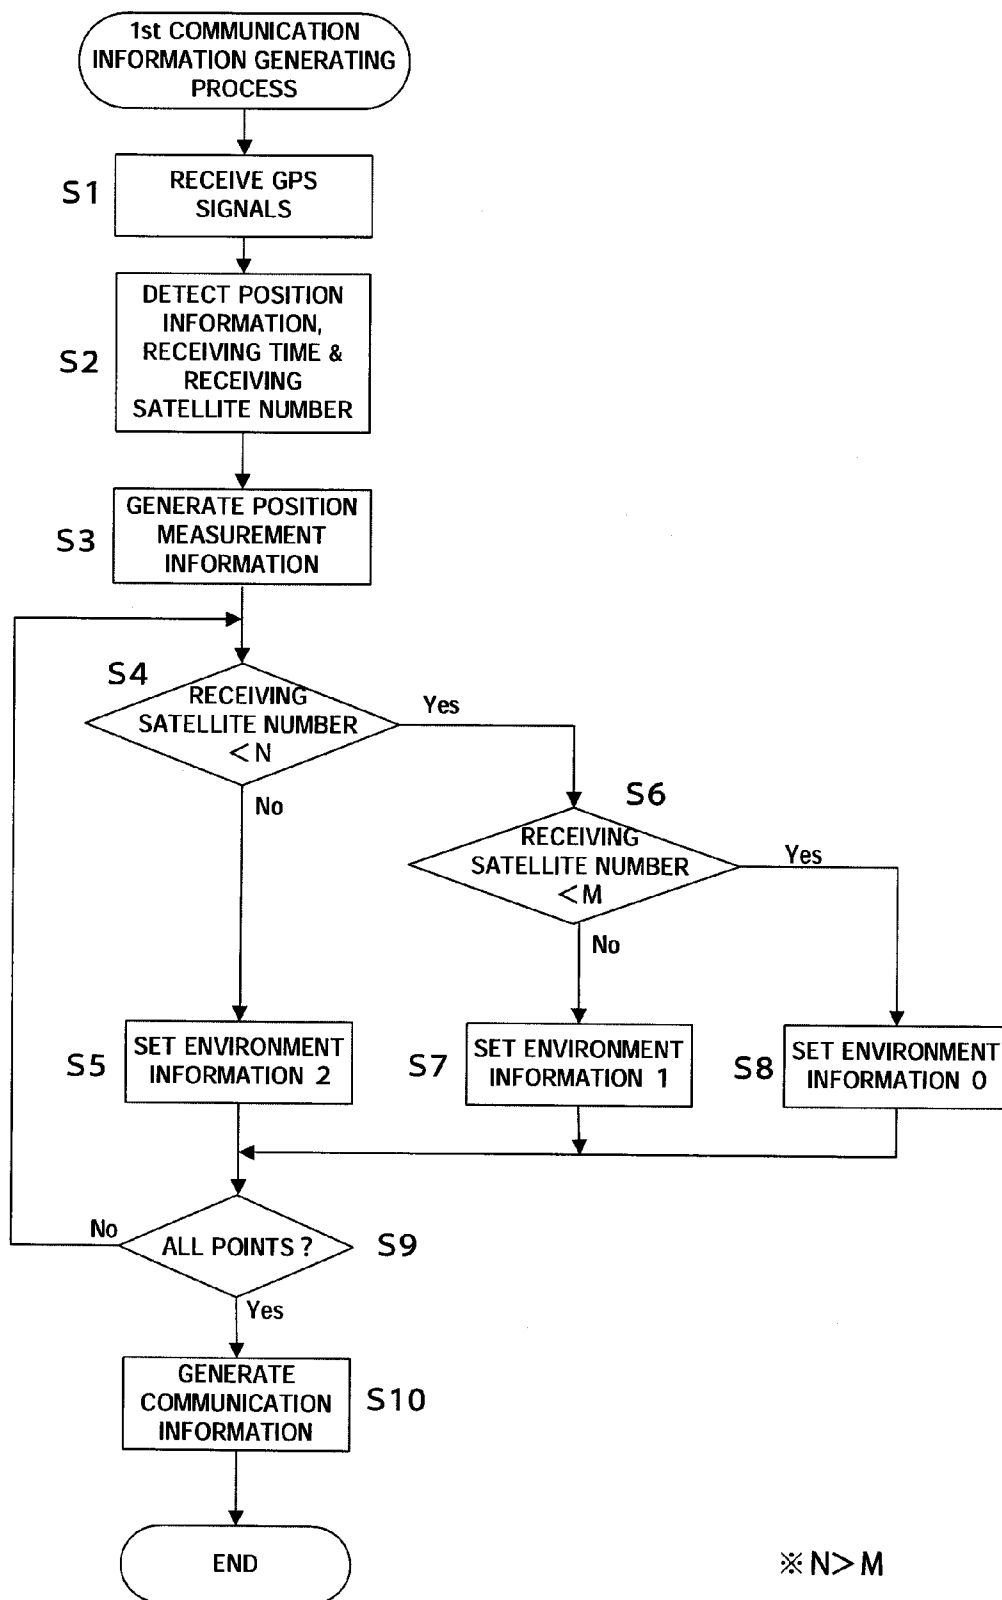 1st COMMUNICATION
INFORMATION GENERATING
PROCESS
S1
RECEIVE GPS
SIGNALS
S2
DETECT POSITION
INFORMATION,
RECEIVING TIME &
RECEIVING
SATELLITE NUMBER
S3
GENERATE POSITION
MEASUREMENT
INFORMATION
S4
RECEIVING
SATELLITE NUMBER
<N
Yes
No
S6
RECEIVING
SATELLITE NUMBER
<M
Yes
No
S5
SET ENVIRONMENT
INFORMATION 2
S7
SET ENVIRONMENT
INFORMATION 1
S8
SET ENVIRONMENT
INFORMATION 0
No
ALL POINTS ?
S9
Yes
GENERATE
COMMUNICATION
INFORMATION
S10
END
※N>M